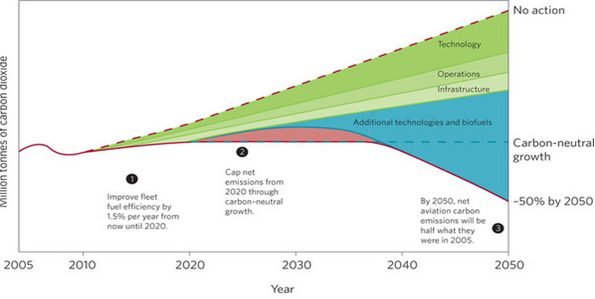 No action
Technology
Operations
Infrastructure
Additional technologies and biofuels
Carbon-neutral
growth
Million tonnes of carbon dioxide
1
Improve fleet
fuel efficiency by
1.5% per year from
now until 2020.
2
Cap net
emissions from
2020 through
carbon–neutral
growth.
By 2050, net
aviation carbon
emissions will be
half what they
were in 2005.
3
–50% by 2050
2005
2010
2020
2030
2040
2050
Year